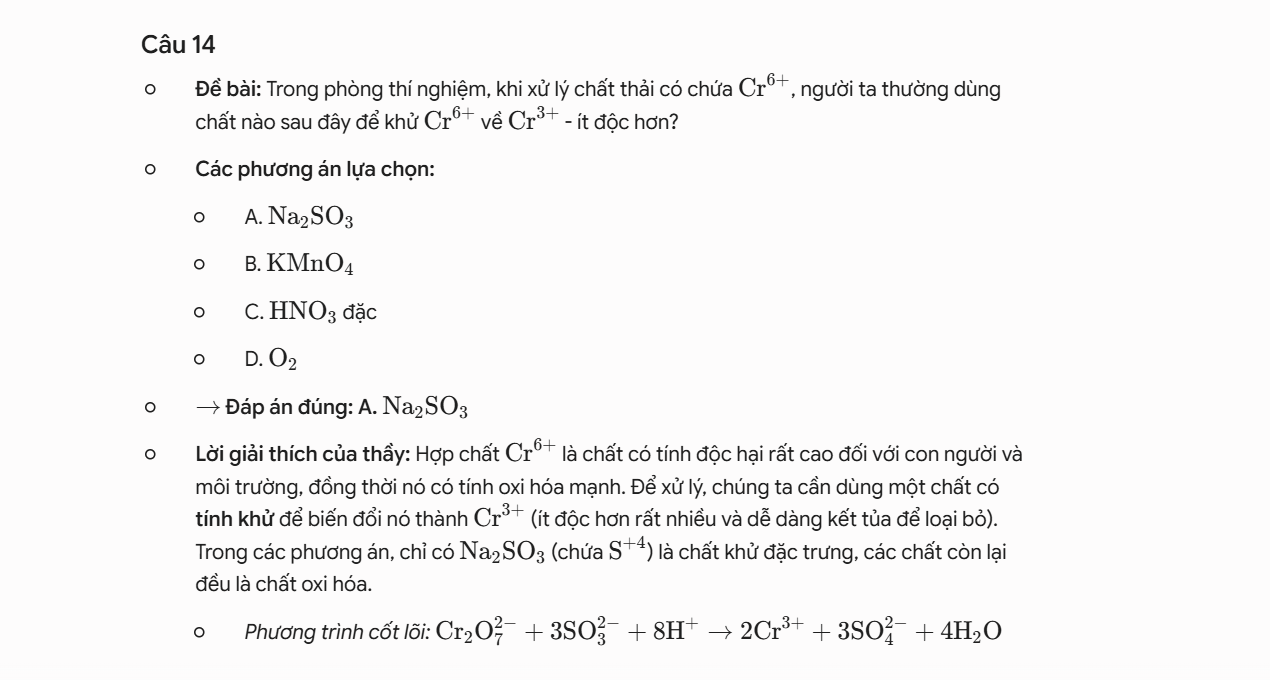 Câu 14
○ Đề bài: Trong phòng thí nghiệm, khi xử lý chất thải có chứa Cr⁶⁺, người ta thường dùng
chất nào sau đây để khử Cr⁶⁺ về Cr³⁺ - ít độc hơn?
○ Các phương án lựa chọn:
○ A. Na₂SO₃
○ B. KMnO₄
○ C. HNO₃ đặc
○ D. O₂
○ → Đáp án đúng: A. Na₂SO₃
○ Lời giải thích của thầy: Hợp chất Cr⁶⁺ là chất có tính độc hại rất cao đối với con người và
môi trường, đồng thời nó có tính oxi hóa mạnh. Để xử lý, chúng ta cần dùng một chất có
tính khử để biến đổi nó thành Cr³⁺ (ít độc hơn rất nhiều và dễ dàng kết tủa để loại bỏ).
Trong các phương án, chỉ có Na₂SO₃ (chứa S⁺⁴) là chất khử đặc trưng, các chất còn lại
đều là chất oxi hóa.
○ Phương trình cốt lõi: Cr₂O₇²⁻ + 3SO₃²⁻ + 8H⁺ → 2Cr³⁺ + 3SO₄²⁻ + 4H₂O